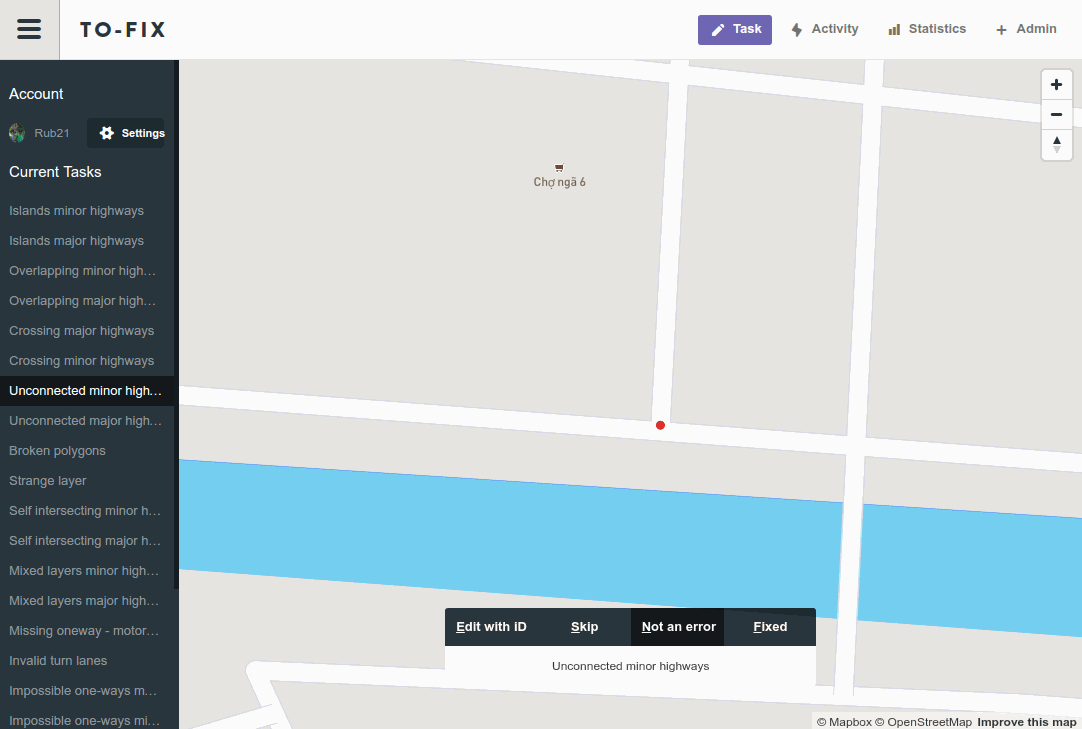 TO-FIX
Task
Activity
Statistics
Admin
Account
Rub21
Settings
Current Tasks
Islands minor highways
Islands major highways
Overlapping minor high…
Overlapping major high…
Crossing major highways
Crossing minor highways
Unconnected minor high…
Unconnected major high…
Broken polygons
Strange layer
Self intersecting minor h…
Self intersecting major h…
Mixed layers minor high…
Mixed layers major high…
Missing oneway - motor…
Invalid turn lanes
Impossible one-ways m…
Impossible one-ways mi…
Chợ ngã 6
Edit with iD
Skip
Not an error
Fixed
Unconnected minor highways
© Mapbox © OpenStreetMap Improve this map